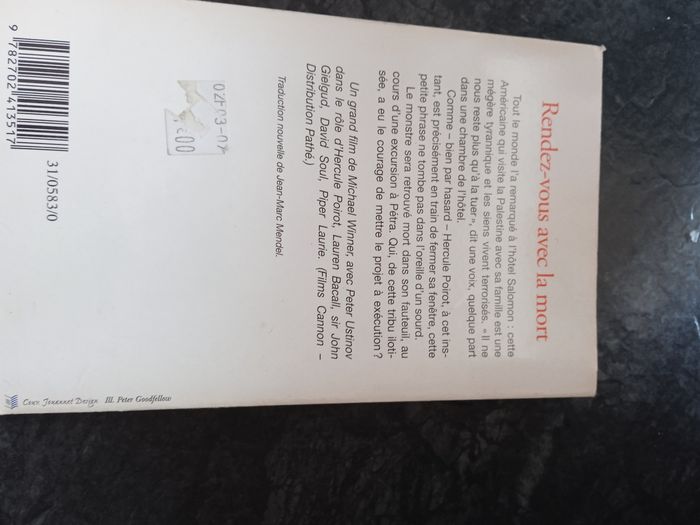 Rendez-vous avec la mort
Tout le monde l'a remarqué à l'hôtel Salomon : cette
Américaine qui visite la Palestine avec sa famille est une
mégère tyrannique et les siens vivent terrorisés. « Il ne
nous reste plus qu'à la tuer », dit une voix, quelque part
dans une chambre de l'hôtel.
Comme – bien par hasard – Hercule Poirot, à cet ins-
tant, est précisément en train de fermer sa fenêtre, cette
petite phrase ne tombe pas dans l'oreille d'un sourd.
Le monstre sera retrouvé mort dans son fauteuil, au
cours d'une excursion à Pétra. Qui, de cette tribu iloti-
sée, a eu le courage de mettre le projet à exécution ?
Un grand film de Michael Winner, avec Peter Ustinov
dans le rôle d'Hercule Poirot, Lauren Bacall, sir John
Gielgud, David Soul, Piper Laurie. (Films Cannon –
Distribution Pathé.)
Traduction nouvelle de Jean-Marc Mendel.
00
9 782702 413517
31/0583/0
Jouannet Design Ill. Peter Goodfellow